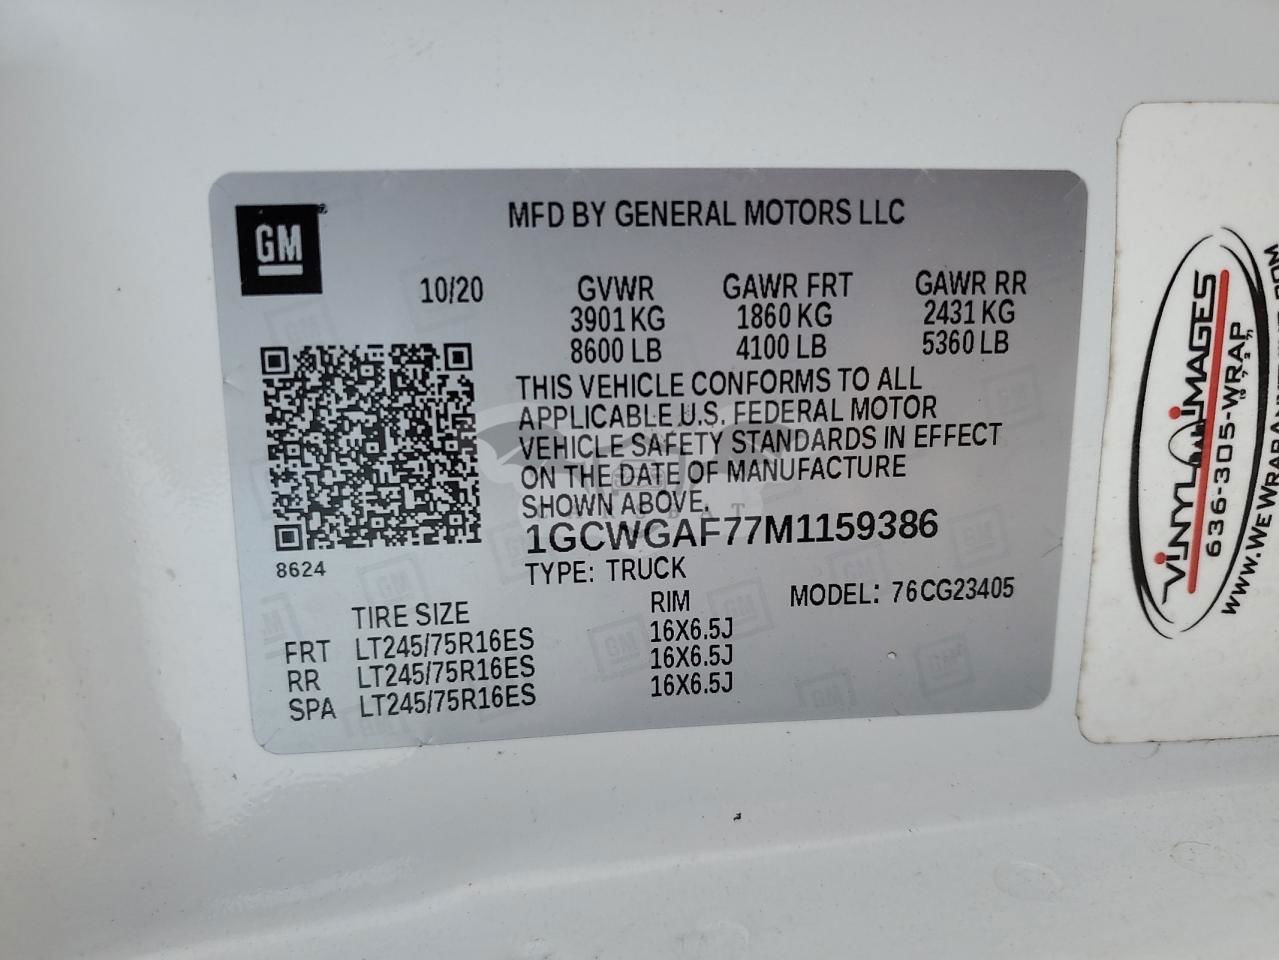 GM
MFD BY GENERAL MOTORS LLC
10/20 GVWR GAWR FRT GAWR RR
3901 KG 1860 KG 2431 KG
8600 LB 4100 LB 5360 LB
THIS VEHICLE CONFORMS TO ALL
APPLICABLE U.S. FEDERAL MOTOR
VEHICLE SAFETY STANDARDS IN EFFECT
ON THE DATE OF MANUFACTURE
SHOWN ABOVE.
1GCWGAF77M1159386
8624
TYPE: TRUCK
MODEL: 76CG23405
TIRE SIZE RIM
FRT LT245/75R16ES 16X6.5J
RR LT245/75R16ES 16X6.5J
SPA LT245/75R16ES 16X6.5J
VINYL IMAGES
636-305-WRAP